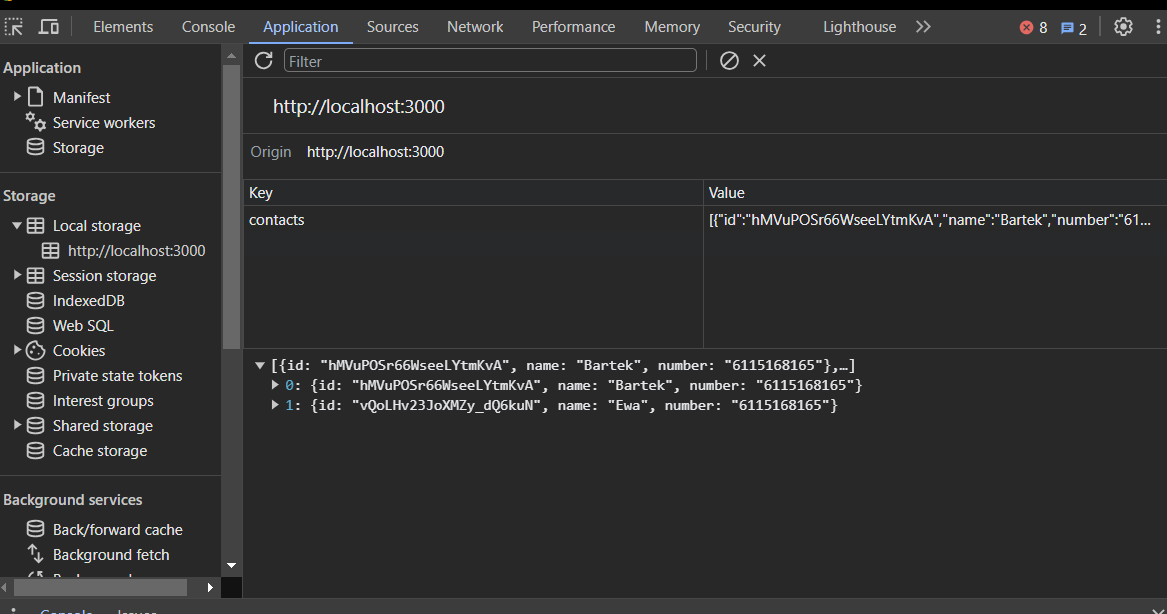 Elements Console Application Sources Network Performance Memory Security Lighthouse 8 2
Application
Manifest
Service workers
Storage
Storage
Local storage
http://localhost:3000
Session storage
IndexedDB
Web SQL
Cookies
Private state tokens
Interest groups
Shared storage
Cache storage
Background services
Back/forward cache
Background fetch
Filter
http://localhost:3000
Origin http://localhost:3000
Key Value
contacts [{"id":"hMVuPOSr66WseeLYtmKvA","name":"Bartek","number":"61...
[{id: "hMVuPOSr66WseeLYtmKvA", name: "Bartek", number: "6115168165"},…]
0: {id: "hMVuPOSr66WseeLYtmKvA", name: "Bartek", number: "6115168165"}
1: {id: "vQoLHv23JoXMZy_dQ6kuN", name: "Ewa", number: "6115168165"}
Console Issues